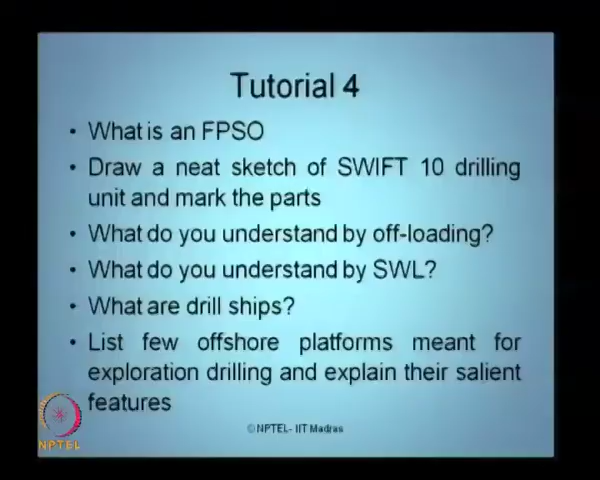 Tutorial 4
• What is an FPSO
• Draw a neat sketch of SWIFT 10 drilling
unit and mark the parts
• What do you understand by off-loading?
• What do you understand by SWL?
• What are drill ships?
• List few offshore platforms meant for
exploration drilling and explain their salient
features
NPTEL
© NPTEL- IIT Madras